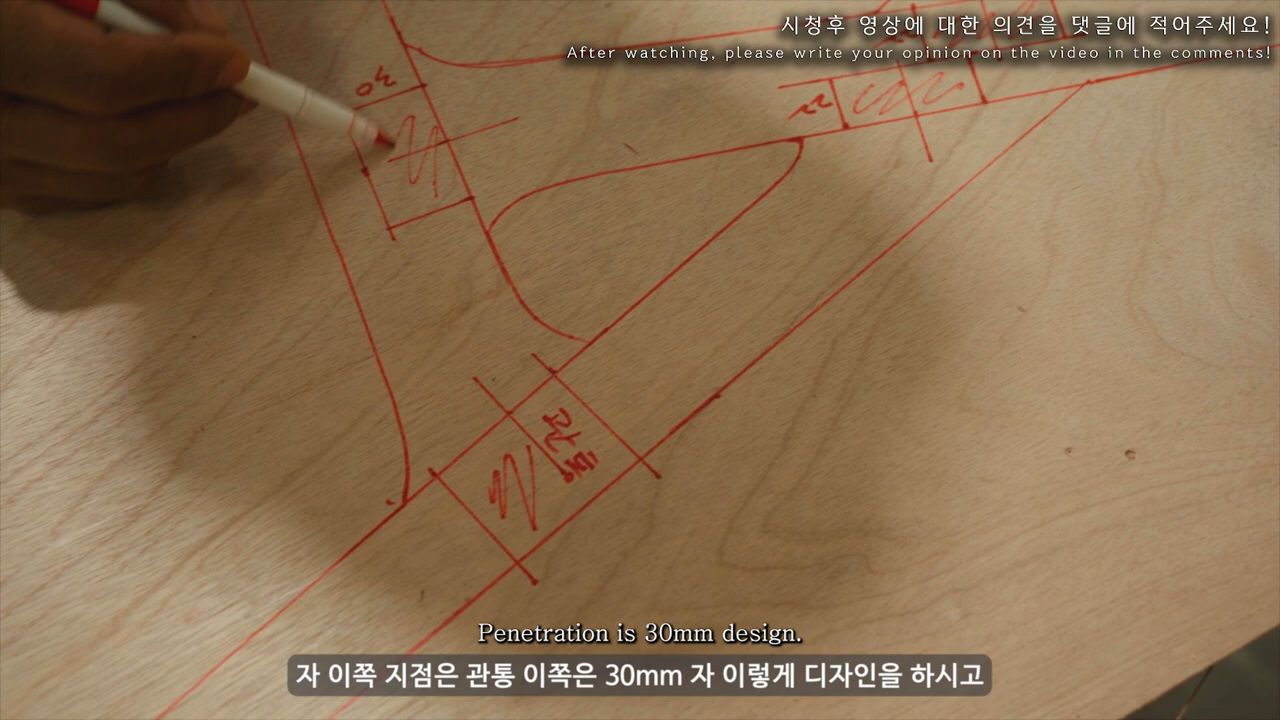 시청후 영상에 대한 의견을 댓글에 적어주세요!
After watching, please write your opinion on the video in the comments!
30
관통
Penetration is 30mm design.
자 이쪽 지점은 관통 이쪽은 30mm 자 이렇게 디자인을 하시고